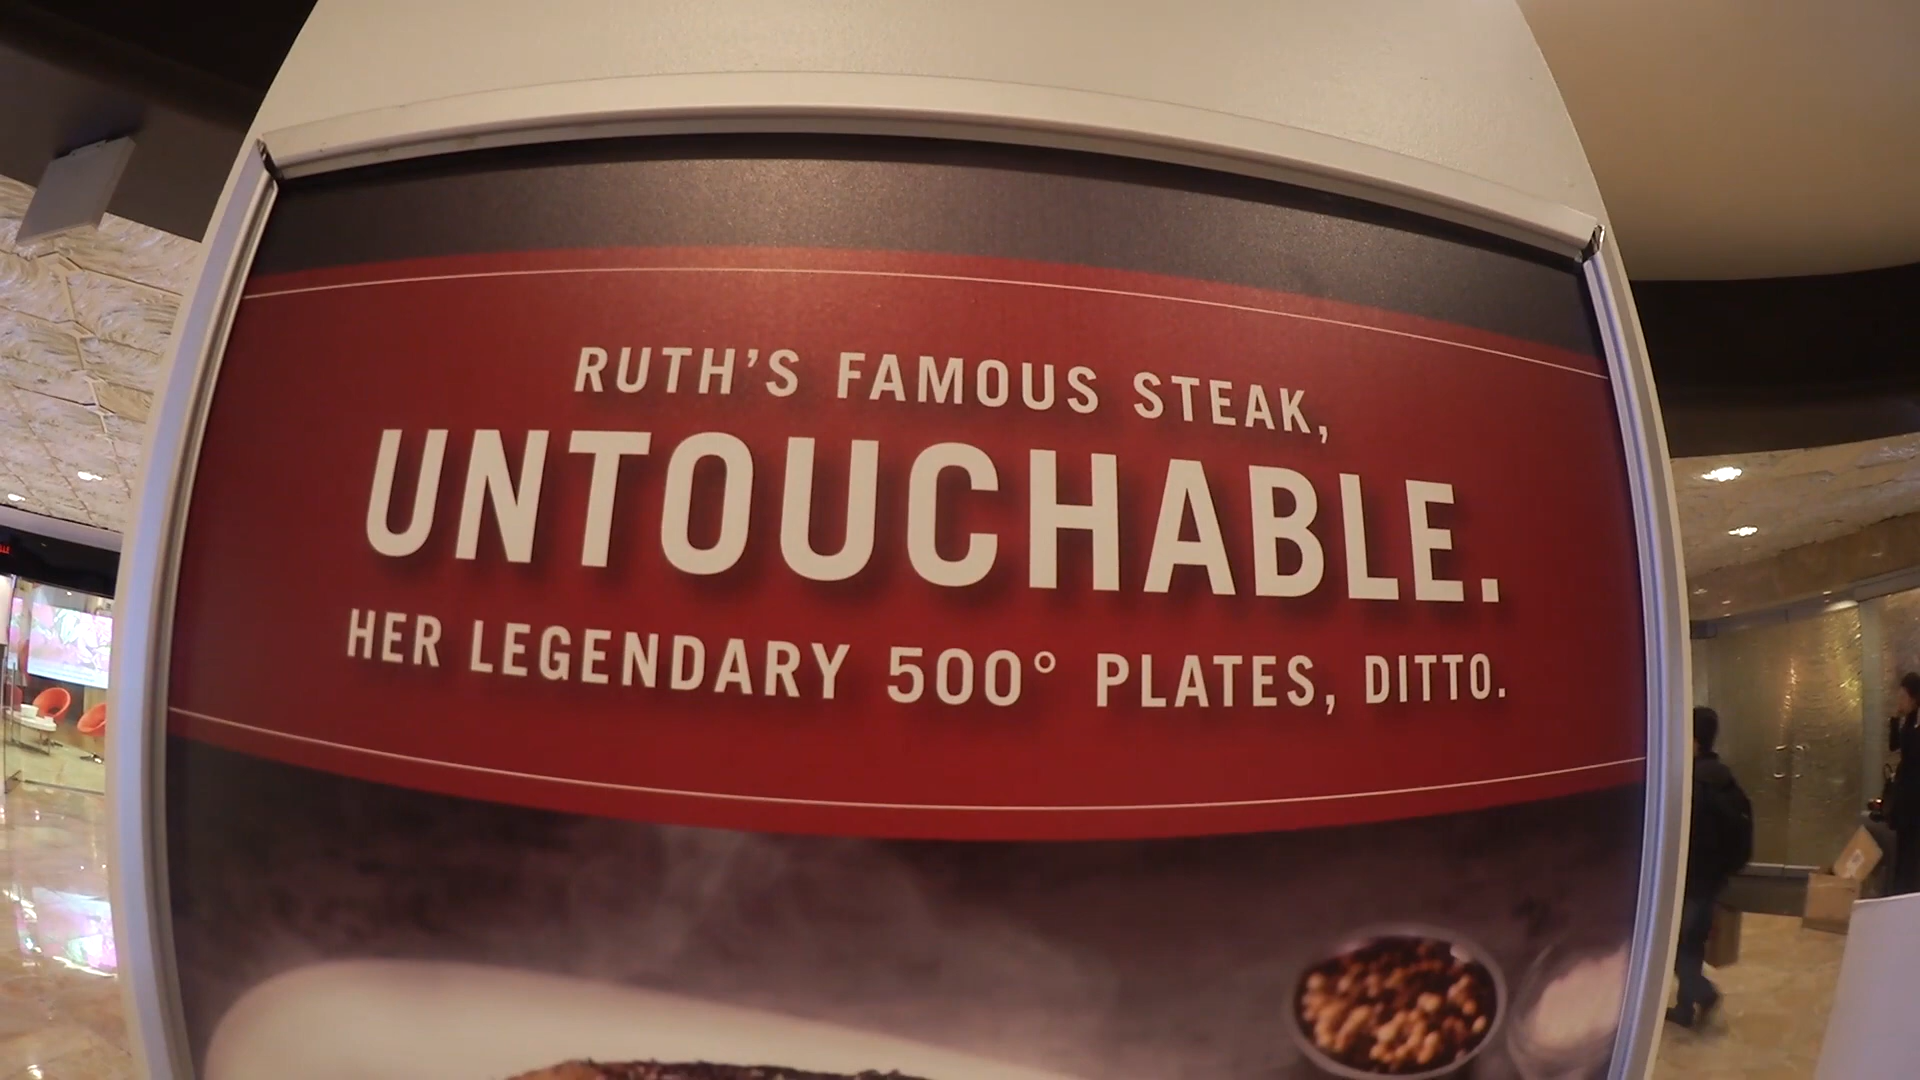 RUTH'S FAMOUS STEAK,
UNTOUCHABLE.
HER LEGENDARY 500° PLATES, DITTO.